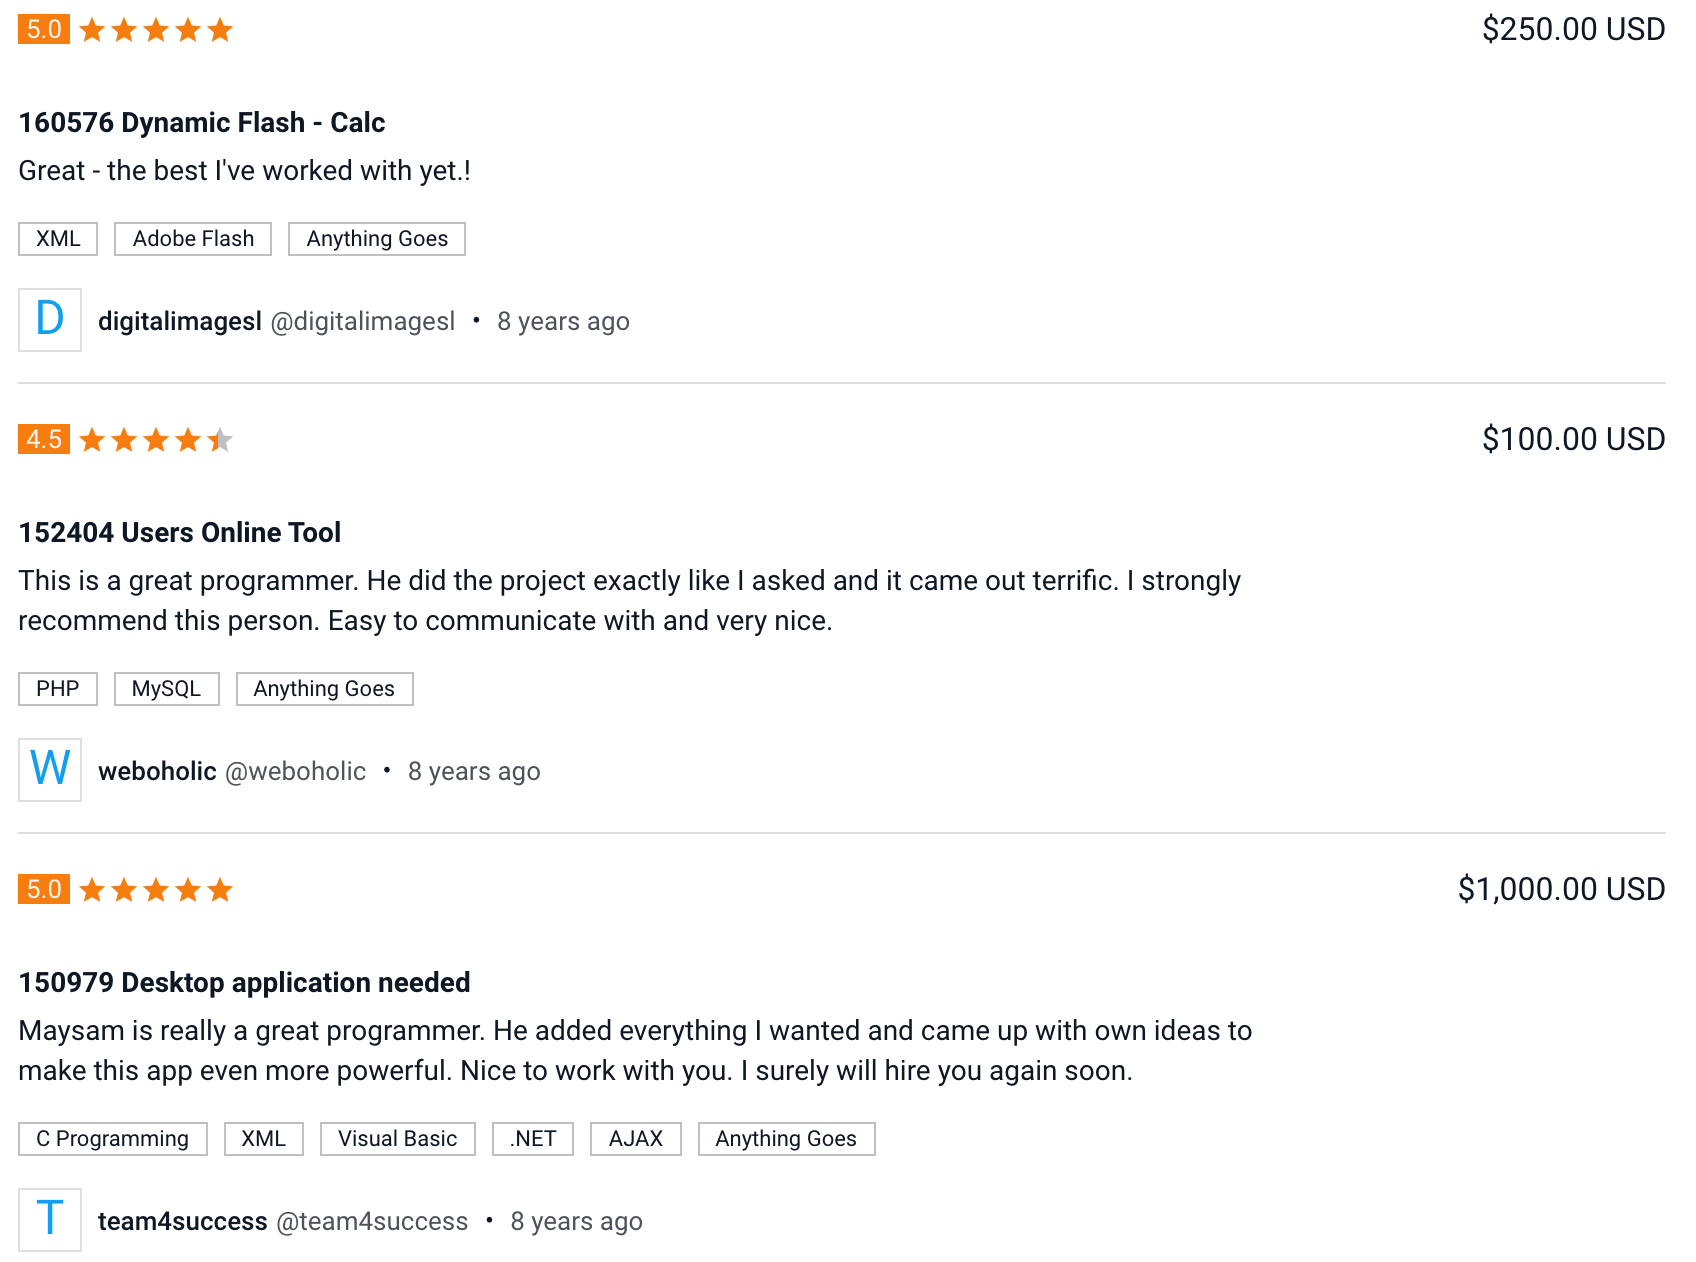 5.0 $250.00 USD
160576 Dynamic Flash - Calc
Great - the best I've worked with yet.!
XML Adobe Flash Anything Goes
D digitalimagesl @digitalimagesl • 8 years ago
4.5 $100.00 USD
152404 Users Online Tool
This is a great programmer. He did the project exactly like I asked and it came out terrific. I strongly
recommend this person. Easy to communicate with and very nice.
PHP MySQL Anything Goes
W weboholic @weboholic • 8 years ago
5.0 $1,000.00 USD
150979 Desktop application needed
Maysam is really a great programmer. He added everything I wanted and came up with own ideas to
make this app even more powerful. Nice to work with you. I surely will hire you again soon.
C Programming XML Visual Basic .NET AJAX Anything Goes
T team4success @team4success • 8 years ago